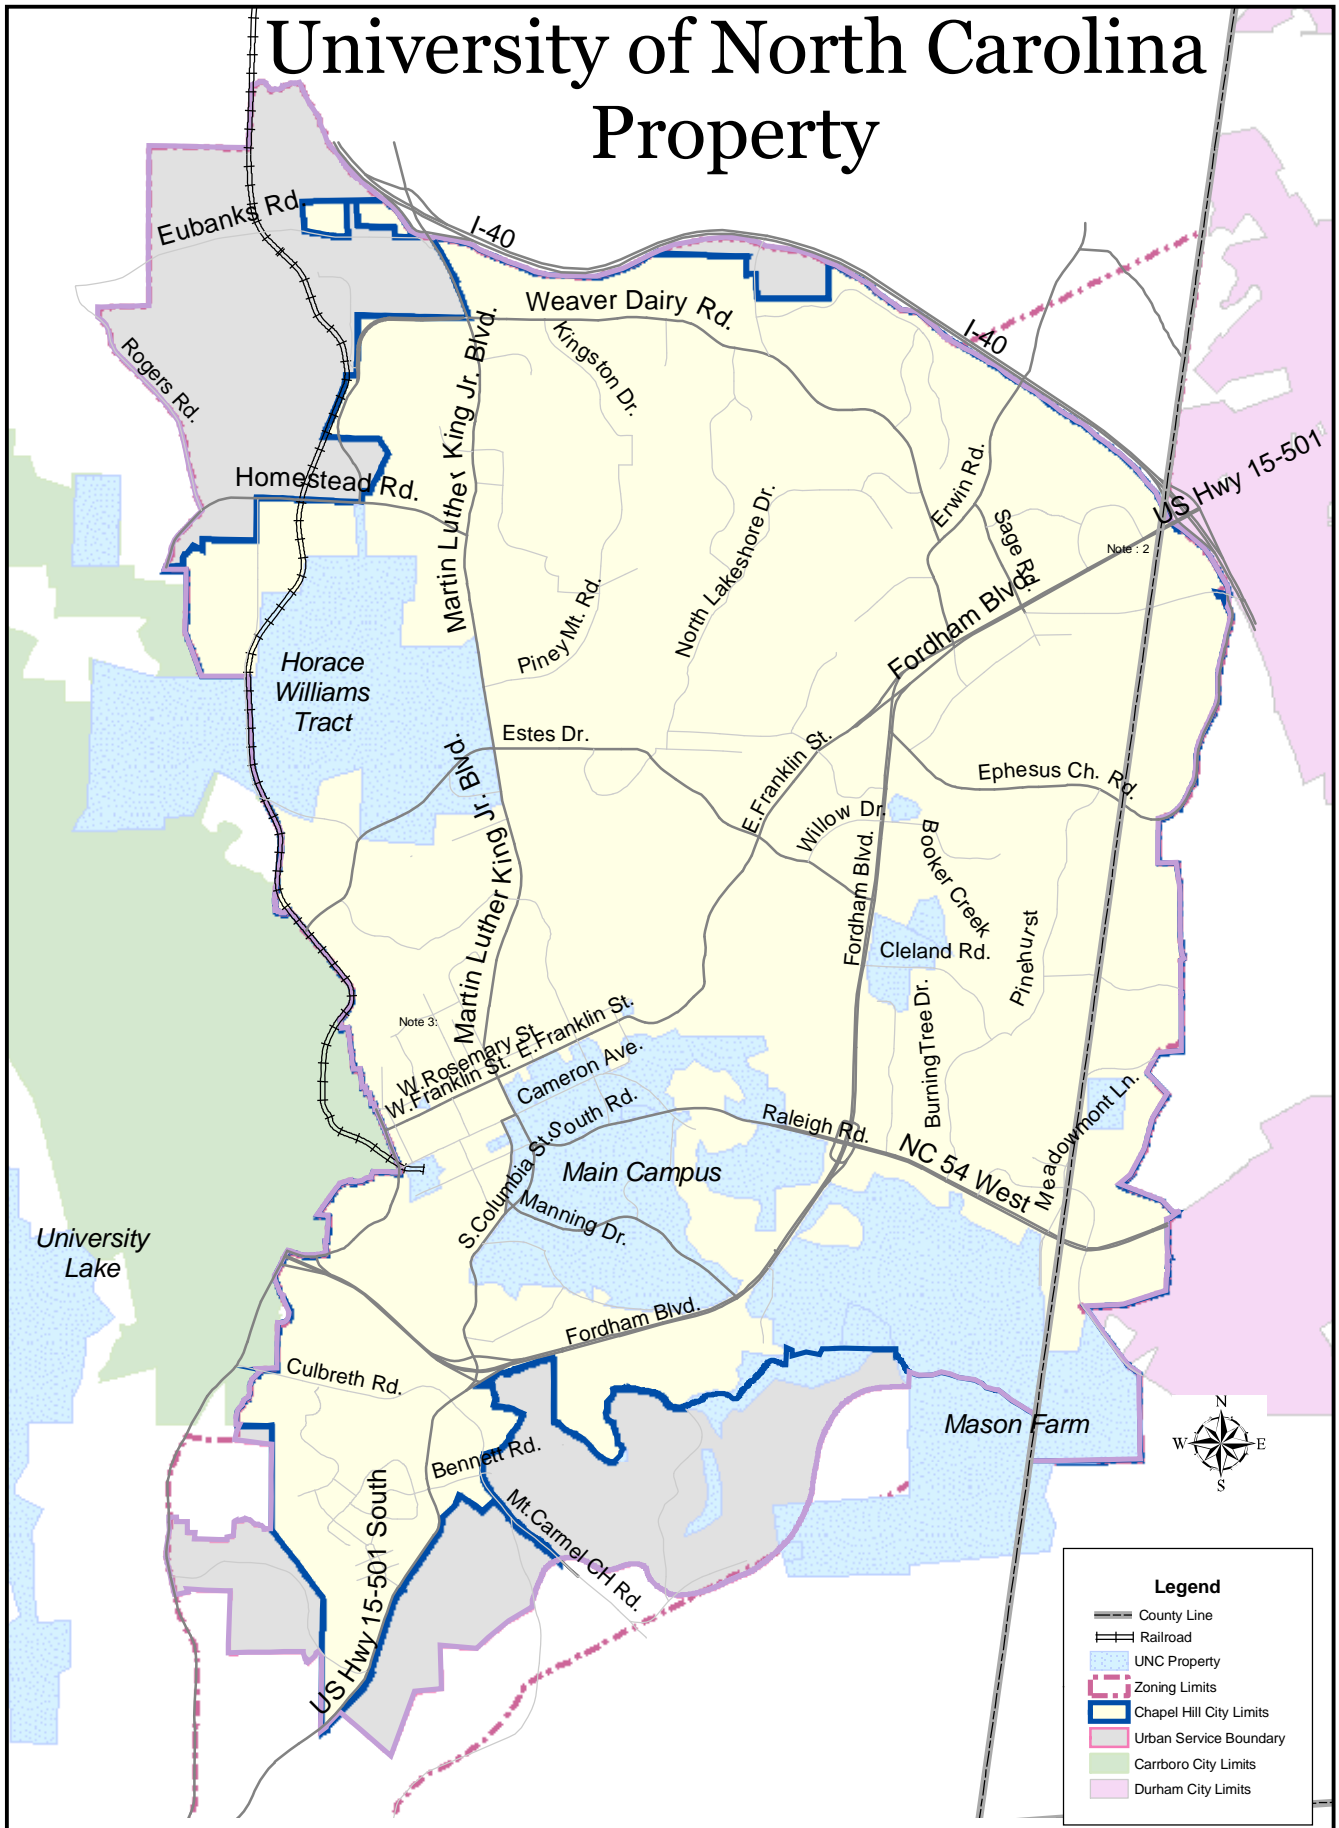 University of North Carolina
Property
Eubanks Rd.
I-40
Weaver Dairy Rd.
I-40
Kingston Dr.
Rogers Rd.
Martin Luther King Jr. Blvd.
US Hwy 15-501
Homestead Rd.
Erwin Rd.
Sage Rd.
North Lakeshore Dr.
Note : 2
Piney Mt. Rd.
Fordham Blvd.
Horace
Williams
Tract
Estes Dr.
E.Franklin St.
Ephesus Ch. Rd.
Martin Luther King Jr. Blvd.
Willow Dr.
Booker Creek
Fordham Blvd.
Cleland Rd.
Pinehurst
BurningTreeDr.
Note 3:
W.Rosemary St.
W.Franklin St.
E.Franklin St.
Cameron Ave.
South Rd.
Raleigh Rd.
NC 54 West
Meadowmont Ln.
S.Columbia St.
Main Campus
Manning Dr.
University
Lake
Fordham Blvd.
Culbreth Rd.
Mason Farm
Bennett Rd.
Mt.Carmel CH Rd.
US Hwy 15-501 South
N
W
E
S
Legend
County Line
Railroad
UNC Property
Zoning Limits
Chapel Hill City Limits
Urban Service Boundary
Carrboro City Limits
Durham City Limits